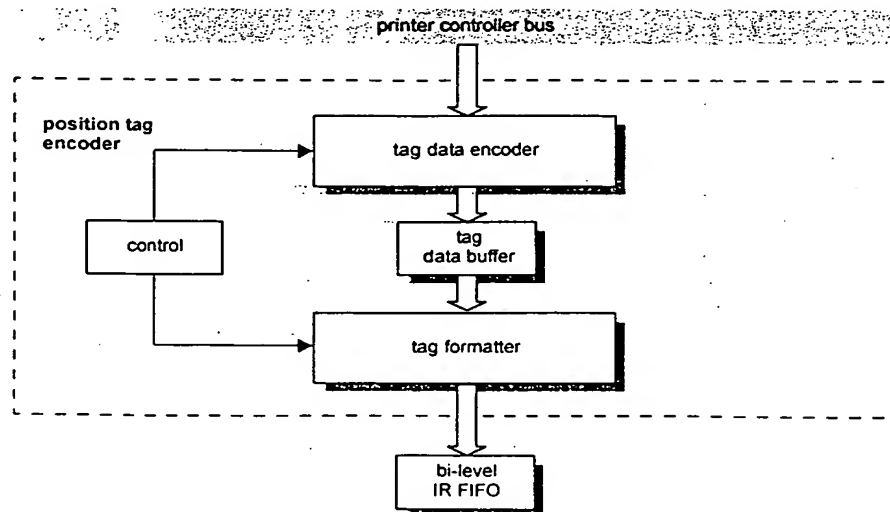 printer controller bus
position tag
encoder
tag data encoder
control
tag
data buffer
tag formatter
bi-level
IR FIFO